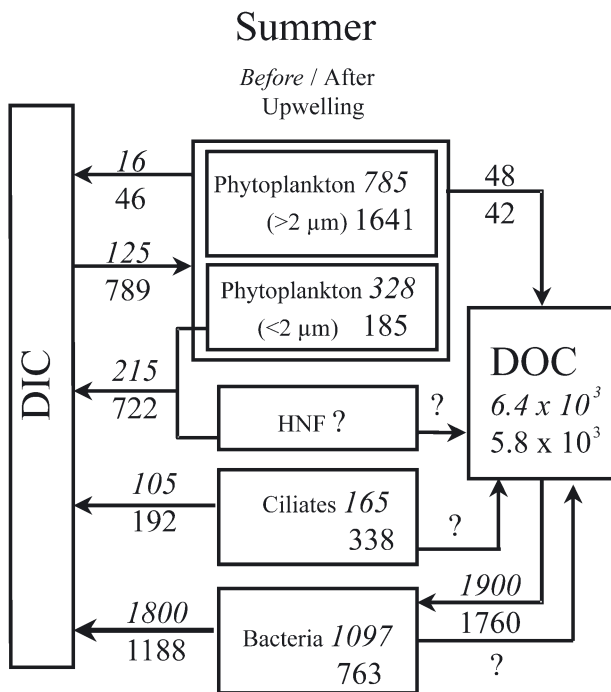 Summer
Before / After
Upwelling
16
46
Phytoplankton 785
(>2 µm) 1641
48
42
125
789
Phytoplankton 328
(<2 µm) 185
DIC
DOC
6.4 x 10³
5.8 x 10³
215
722
HNF ?
?
105
192
Ciliates 165
338
?
1800
1188
Bacteria 1097
763
1900
1760
?